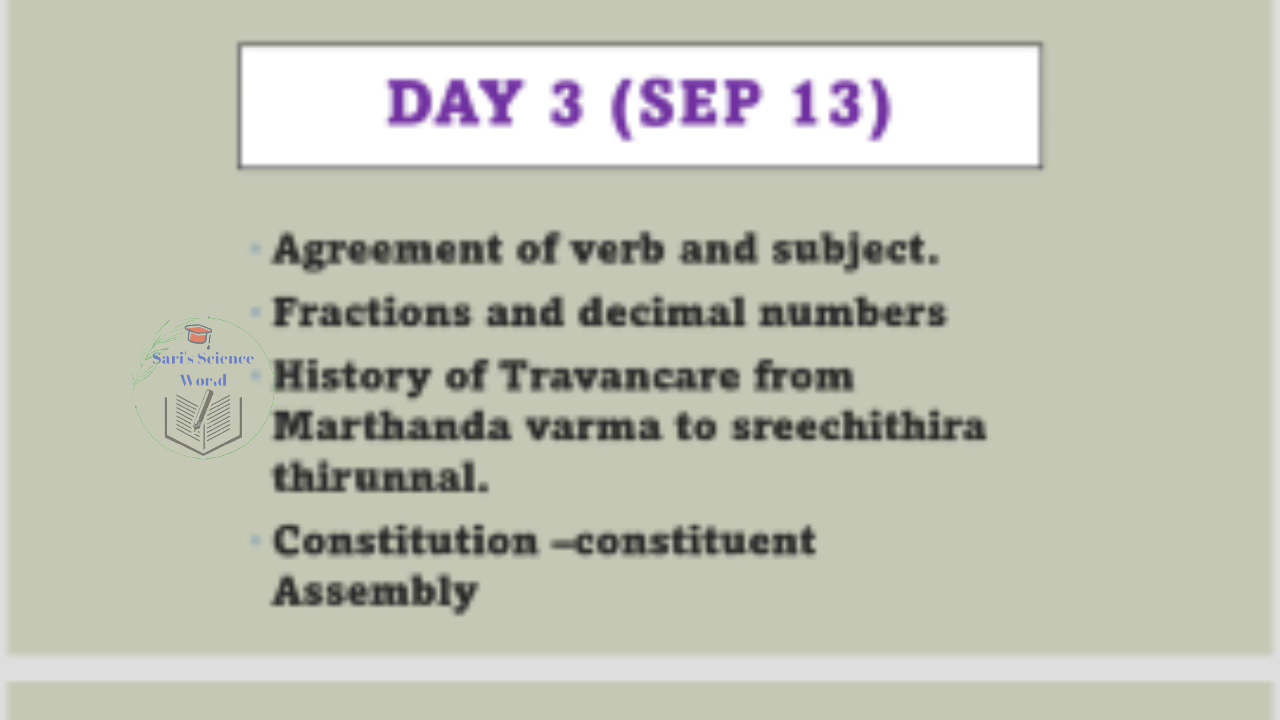 DAY 3 (SEP 13)
Agreement of verb and subject.
Fractions and decimal numbers
History of Travancare from
Marthanda varma to sreechithira
thirunnal.
Constitution –constituent
Assembly
Sari's Science
World